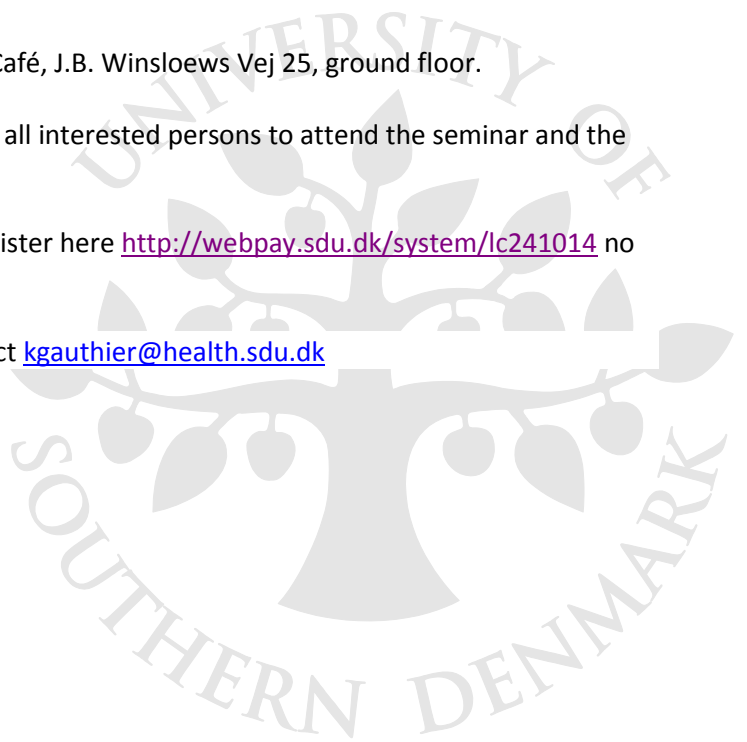 Café, J.B. Winsloews Vej 25, ground floor.
all interested persons to attend the seminar and the
ister here http://webpay.sdu.dk/system/lc241014 no
ct kgauthier@health.sdu.dk
UNIVERSITY OF
SOUTHERN DENMARK